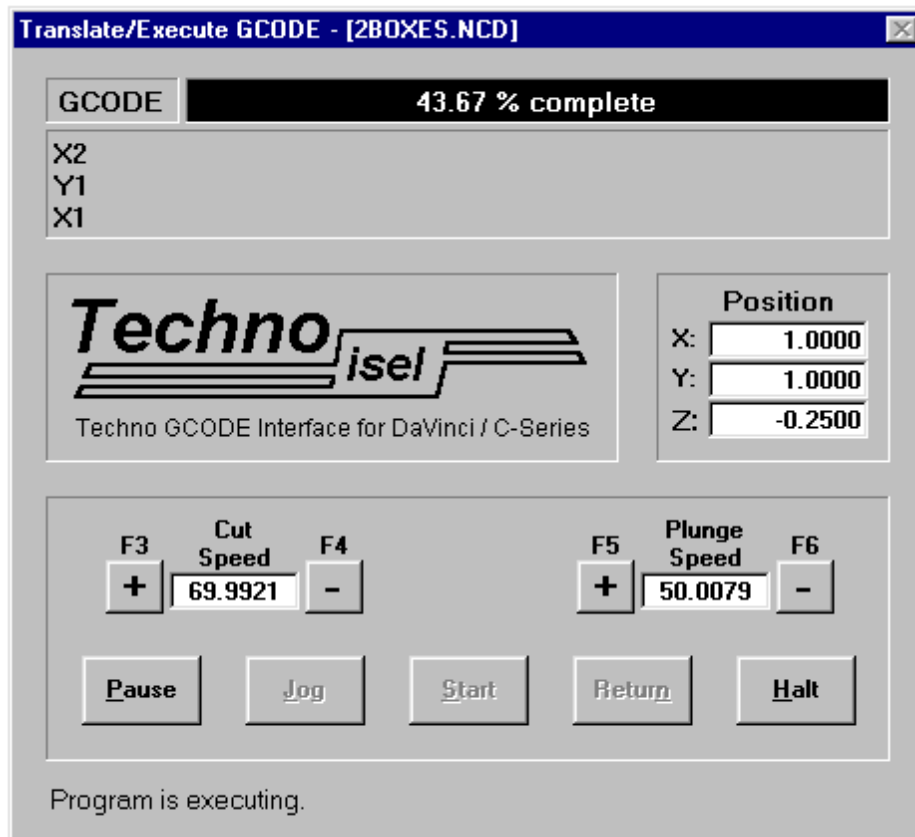 Translate/Execute GCODE - [2BOXES.NCD]
GCODE
43.67 % complete
X2
Y1
X1
Techno
isel
Techno GCODE Interface for DaVinci / C-Series
Position
X: 1.0000
Y: 1.0000
Z: -0.2500
F3
Cut
Speed
F4
+
69.9921
-
F5
Plunge
Speed
F6
+
50.0079
-
Pause
Jog
Start
Return
Halt
Program is executing.